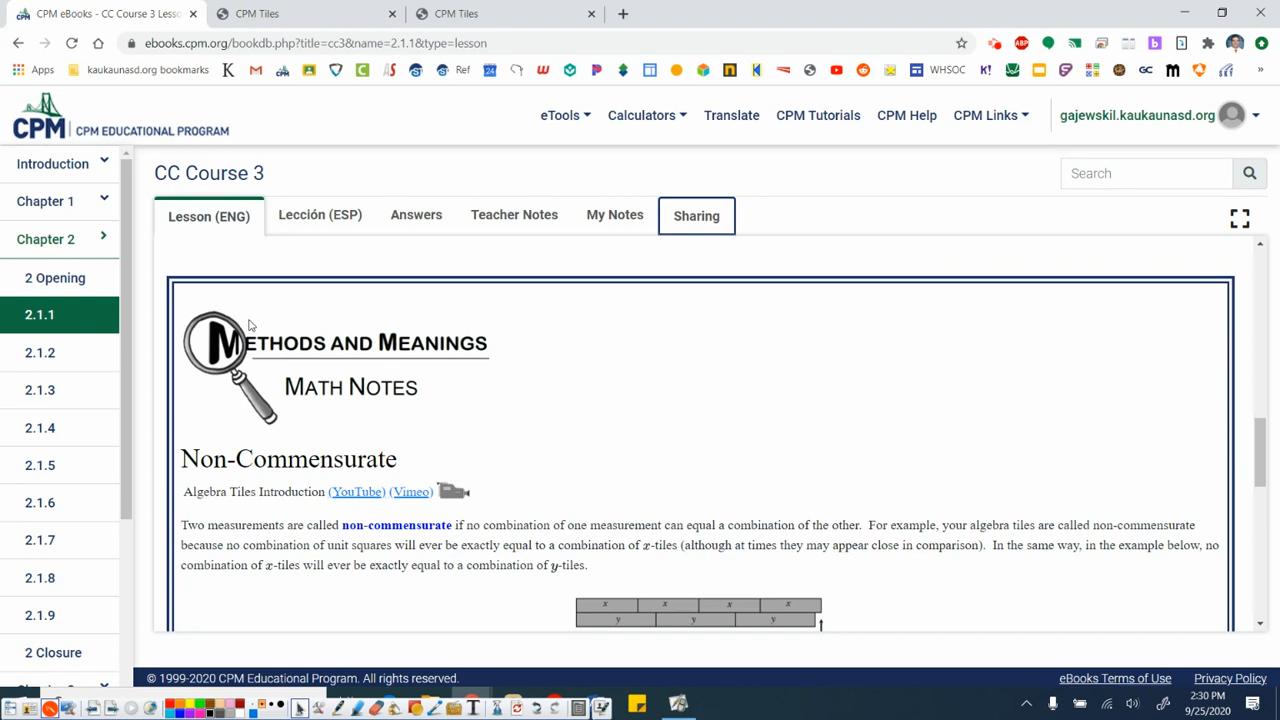 CPM eBooks - CC Course 3 Lesso
CPM Tiles
CPM Tiles
ebooks.cpm.org/bookdb.php?title=cc3&name=2.1.1&type=lesson
Apps
kaukaunasd.org bookmarks
Ref
WHSOC
CPM
CPM EDUCATIONAL PROGRAM
eTools
Calculators
Translate
CPM Tutorials
CPM Help
CPM Links
gajewskil.kaukaunasd.org
Introduction
Chapter 1
Chapter 2
2 Opening
2.1.1
2.1.2
2.1.3
2.1.4
2.1.5
2.1.6
2.1.7
2.1.8
2.1.9
2 Closure
CC Course 3
Search
Lesson (ENG)
Lección (ESP)
Answers
Teacher Notes
My Notes
Sharing
METHODS AND MEANINGS
MATH NOTES
Non-Commensurate
Algebra Tiles Introduction (YouTube) (Vimeo)
Two measurements are called non-commensurate if no combination of one measurement can equal a combination of the other. For example, your algebra tiles are called non-commensurate
because no combination of unit squares will ever be exactly equal to a combination of x-tiles (although at times they may appear close in comparison). In the same way, in the example below, no
combination of x-tiles will ever be exactly equal to a combination of y-tiles.
x x x x
y y y
© 1999-2020 CPM Educational Program. All rights reserved.
eBooks Terms of Use
Privacy Policy
2:30 PM
9/25/2020